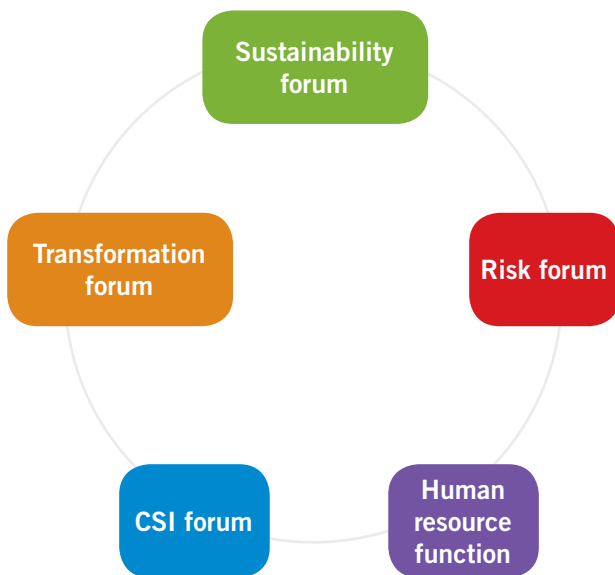 Sustainability
forum
Transformation
forum
Risk forum
CSI forum
Human
resource
function